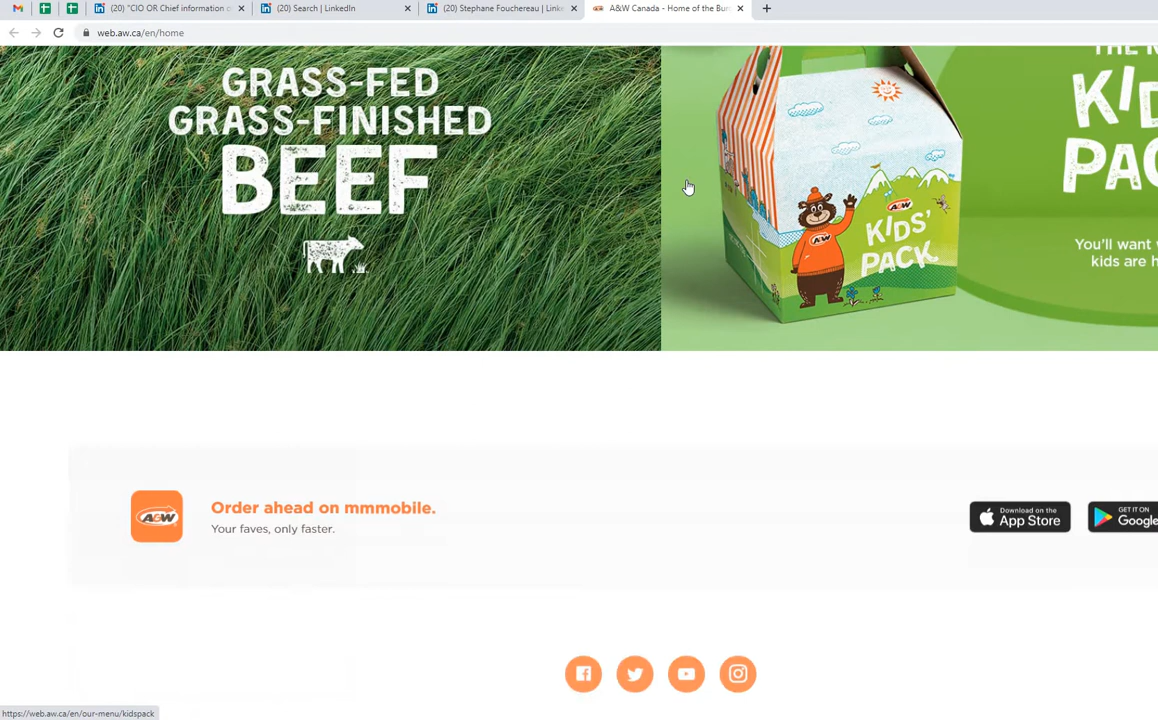 (20) "CIO OR Chief information o
(20) Search | LinkedIn
(20) Stephane Fouchereau | Linke
A&W Canada - Home of the Bur
web.aw.ca/en/home
GRASS-FED
GRASS-FINISHED
BEEF
A&W
A&W
KIDS'
PACK
KID
PAC
You'll want
kids are h
A&W
Order ahead on mmmobile.
Your faves, only faster.
Download on the
App Store
GET IT ON
Google
https://web.aw.ca/en/our-menu/kidspack